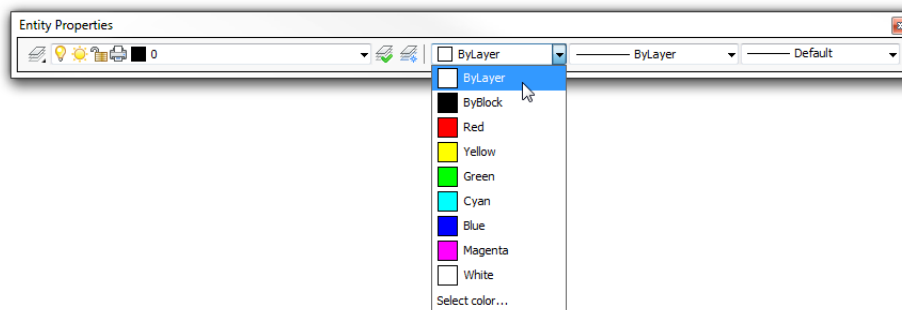 Entity Properties
0 ByLayer ByLayer Default
ByLayer
ByBlock
Red
Yellow
Green
Cyan
Blue
Magenta
White
Select color...